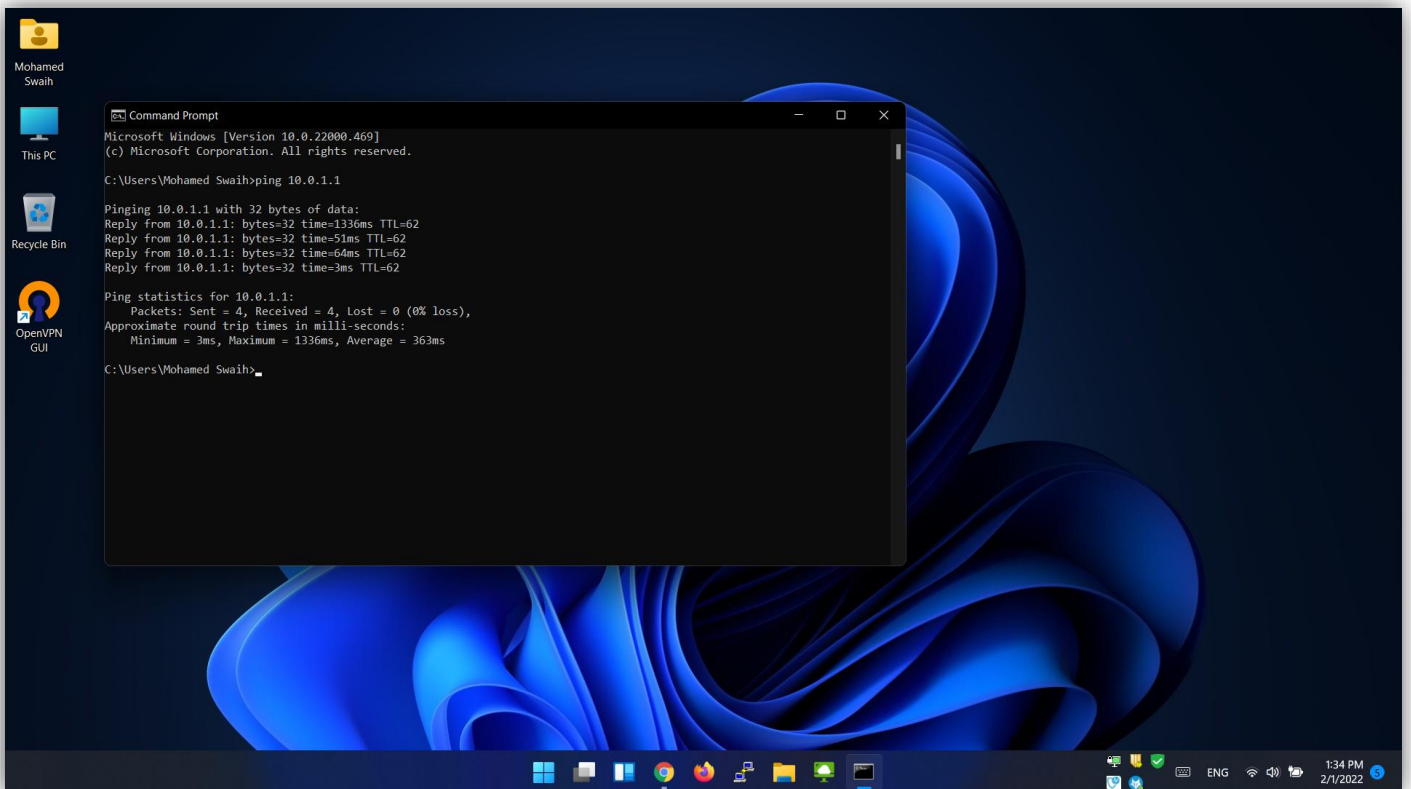 Mohamed
Swaih
This PC
Recycle Bin
OpenVPN
GUI
Command Prompt
Microsoft Windows [Version 10.0.22000.469]
(c) Microsoft Corporation. All rights reserved.
C:\Users\Mohamed Swaih>ping 10.0.1.1
Pinging 10.0.1.1 with 32 bytes of data:
Reply from 10.0.1.1: bytes=32 time=1336ms TTL=62
Reply from 10.0.1.1: bytes=32 time=51ms TTL=62
Reply from 10.0.1.1: bytes=32 time=64ms TTL=62
Reply from 10.0.1.1: bytes=32 time=3ms TTL=62
Ping statistics for 10.0.1.1:
Packets: Sent = 4, Received = 4, Lost = 0 (0% loss),
Approximate round trip times in milli-seconds:
Minimum = 3ms, Maximum = 1336ms, Average = 363ms
C:\Users\Mohamed Swaih>
ENG
1:34 PM
2/1/2022
5